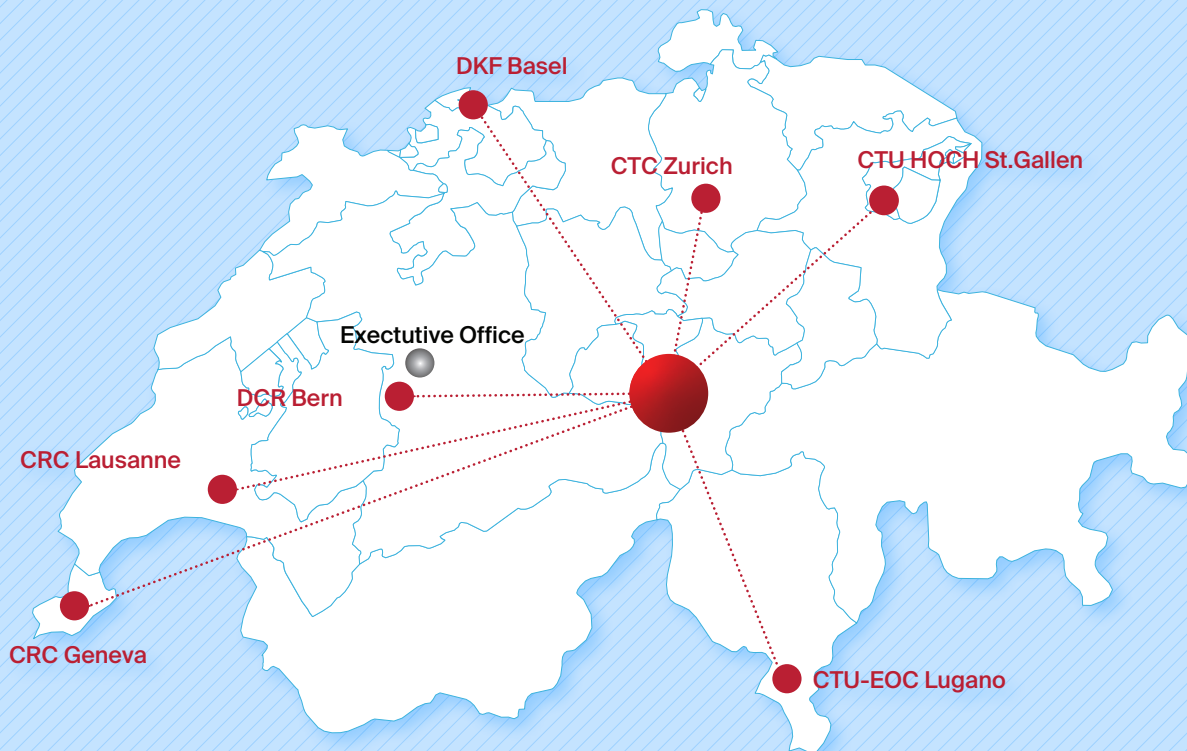 DKF Basel
CTC Zurich
CTU HOCH St.Gallen
Exectutive Office
DCR Bern
CRC Lausanne
CRC Geneva
CTU-EOC Lugano